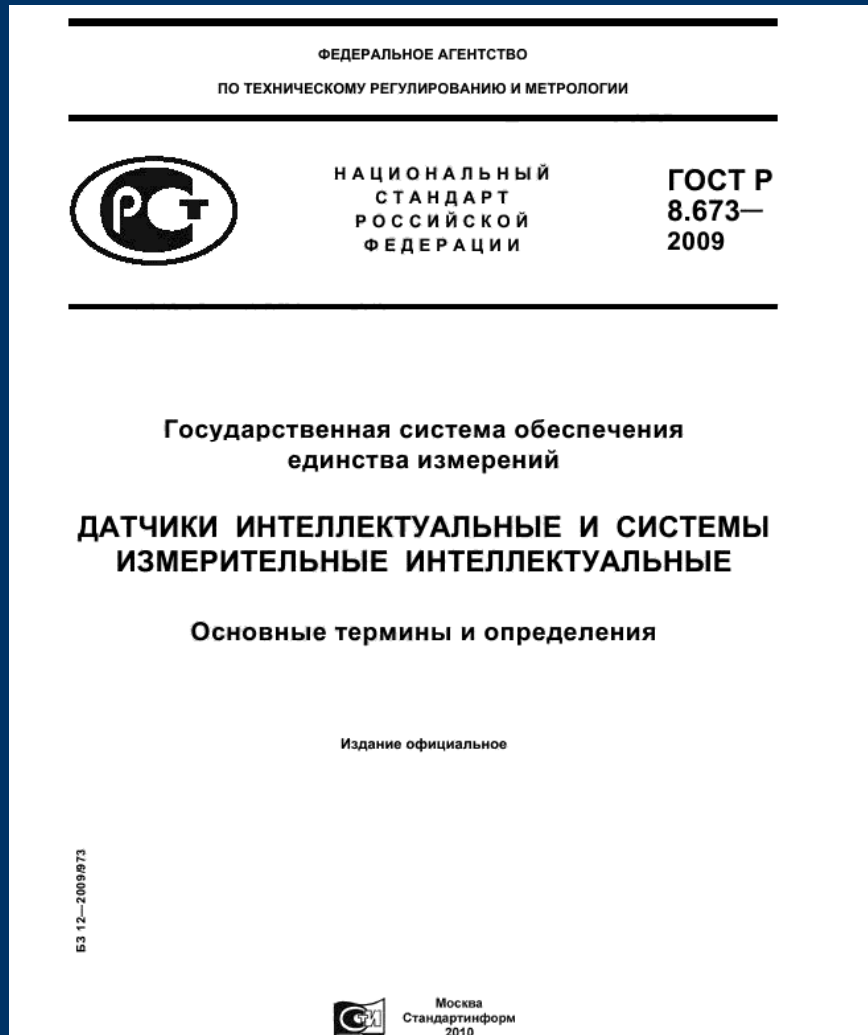 ФЕДЕРАЛЬНОЕ АГЕНТСТВО
ПО ТЕХНИЧЕСКОМУ РЕГУЛИРОВАНИЮ И МЕТРОЛОГИИ
РСТ
НАЦИОНАЛЬНЫЙ
СТАНДАРТ
РОССИЙСКОЙ
ФЕДЕРАЦИИ
ГОСТ Р
8.673—
2009
Государственная система обеспечения
единства измерений
ДАТЧИКИ ИНТЕЛЛЕКТУАЛЬНЫЕ И СИСТЕМЫ
ИЗМЕРИТЕЛЬНЫЕ ИНТЕЛЛЕКТУАЛЬНЫЕ
Основные термины и определения
Издание официальное
БЗ 12—2009/973
Москва
Стандартинформ
2010